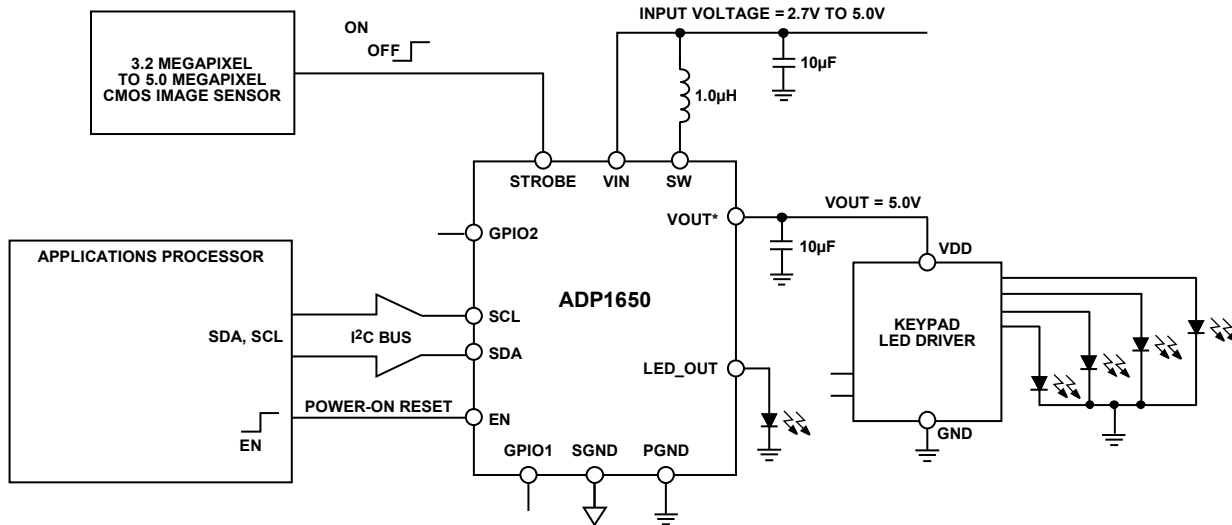 INPUT VOLTAGE = 2.7V TO 5.0V
ON
OFF
3.2 MEGAPIXEL
TO 5.0 MEGAPIXEL
CMOS IMAGE SENSOR
10µF
1.0µH
STROBE
VIN
SW
VOUT*
VOUT = 5.0V
GPIO2
10µF
VDD
APPLICATIONS PROCESSOR
ADP1650
SCL
SDA, SCL
I²C BUS
SDA
KEYPAD
LED DRIVER
LED_OUT
POWER-ON RESET
EN
EN
GND
GPIO1
SGND
PGND